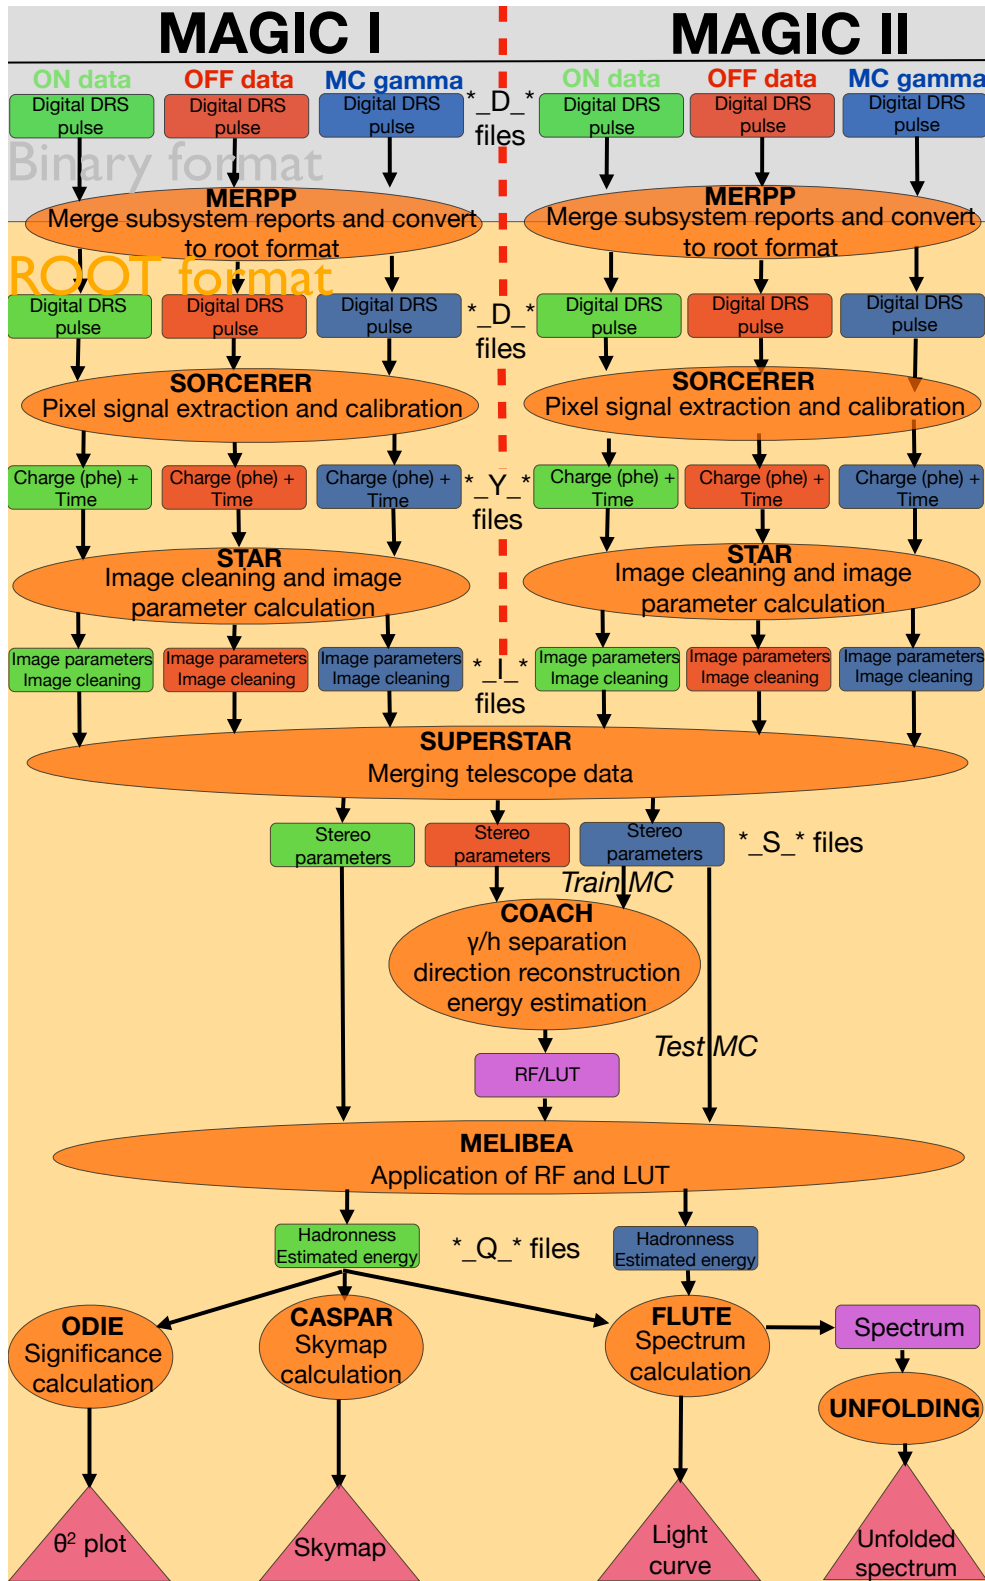 MAGIC I
MAGIC II
ON data
OFF data
MC gamma
ON data
OFF data
MC gamma
Digital DRS
pulse
Digital DRS
pulse
Digital DRS
pulse
*_D_*
files
Digital DRS
pulse
Digital DRS
pulse
Digital DRS
pulse
Binary format
MERPP
Merge subsystem reports and convert
to root format
MERPP
Merge subsystem reports and convert
to root format
ROOT format
Digital DRS
pulse
Digital DRS
pulse
Digital DRS
pulse
*_D_*
files
Digital DRS
pulse
Digital DRS
pulse
Digital DRS
pulse
SORCERER
Pixel signal extraction and calibration
SORCERER
Pixel signal extraction and calibration
Charge (phe) +
Time
Charge (phe) +
Time
Charge (phe) +
Time
*_Y_*
files
Charge (phe) +
Time
Charge (phe) +
Time
Charge (phe) +
Time
STAR
Image cleaning and image
parameter calculation
STAR
Image cleaning and image
parameter calculation
Image parameters
Image cleaning
Image parameters
Image cleaning
Image parameters
Image cleaning
*_I_*
files
Image parameters
Image cleaning
Image parameters
Image cleaning
Image parameters
Image cleaning
SUPERSTAR
Merging telescope data
Stereo
parameters
Stereo
parameters
Stereo
parameters
*_S_* files
Train MC
COACH
γ/h separation
direction reconstruction
energy estimation
Test MC
RF/LUT
MELIBEA
Application of RF and LUT
Hadronness
Estimated energy
*_Q_* files
Hadronness
Estimated energy
ODIE
Significance
calculation
CASPAR
Skymap
calculation
FLUTE
Spectrum
calculation
Spectrum
UNFOLDING
θ² plot
Skymap
Light
curve
Unfolded
spectrum